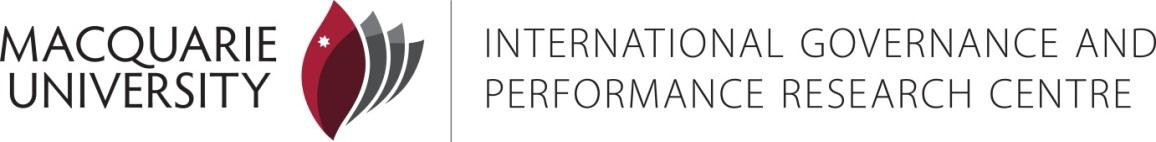 MACQUARIE
UNIVERSITY
INTERNATIONAL GOVERNANCE AND
PERFORMANCE RESEARCH CENTRE